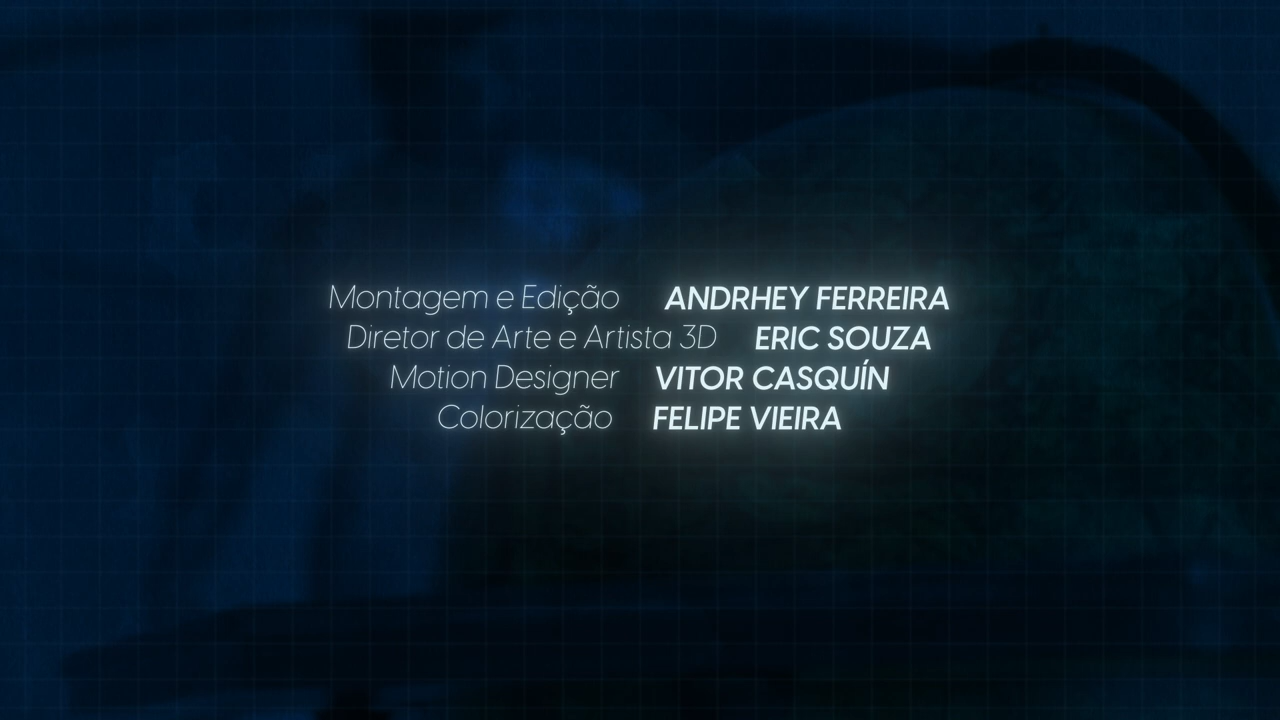 Montagem e Edição ANDRHEY FERREIRA
Diretor de Arte e Artista 3D ERIC SOUZA
Motion Designer VITOR CASQUÍN
Colorização FELIPE VIEIRA